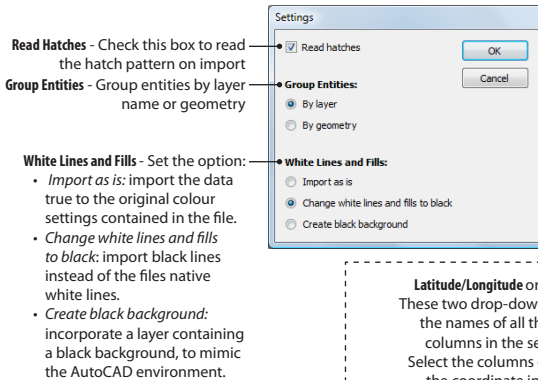 Read Hatches - Check this box to read
the hatch pattern on import
Group Entities - Group entities by layer
name or geometry
White Lines and Fills - Set the option:
• Import as is: import the data
true to the original colour
settings contained in the file.
• Change white lines and fills
to black: import black lines
instead of the files native
white lines.
• Create black background:
incorporate a layer containing
a black background, to mimic
the AutoCAD environment.
Settings
Read hatches
OK
Cancel
Group Entities:
By layer
By geometry
White Lines and Fills:
Import as is
Change white lines and fills to black
Create black background
Latitude/Longitude
These two
the names of all
columns in the
Select the columns